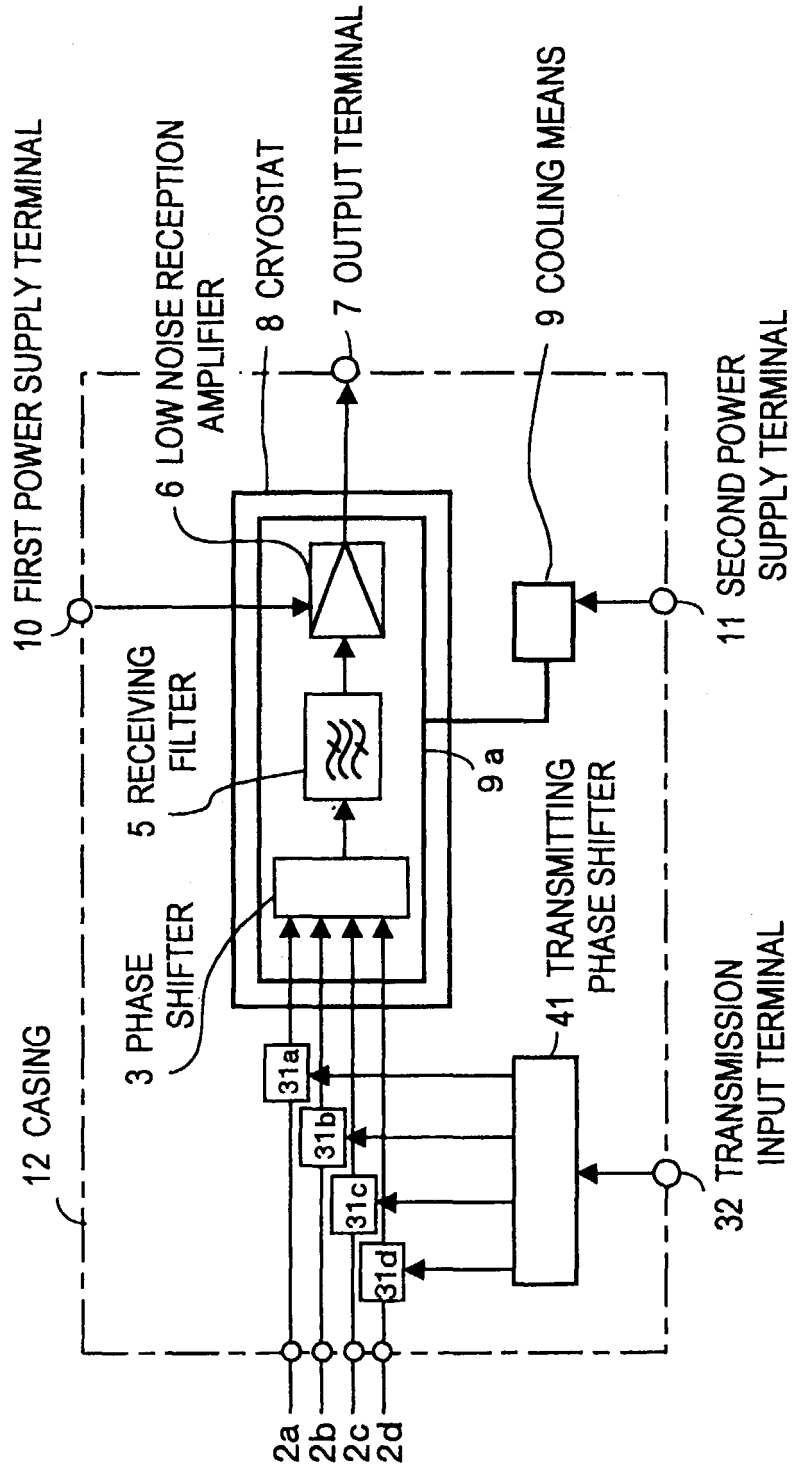 10 FIRST POWER SUPPLY TERMINAL
6 LOW NOISE RECEPTION
AMPLIFIER
8 CRYOSTAT
7 OUTPUT TERMINAL
9 COOLING MEANS
11 SECOND POWER
SUPPLY TERMINAL
5 RECEIVING
FILTER
9a
3 PHASE
SHIFTER
41 TRANSMITTING
PHASE SHIFTER
12 CASING
31a
31b
31c
31d
32 TRANSMISSION
INPUT TERMINAL
2a
2b
2c
2d